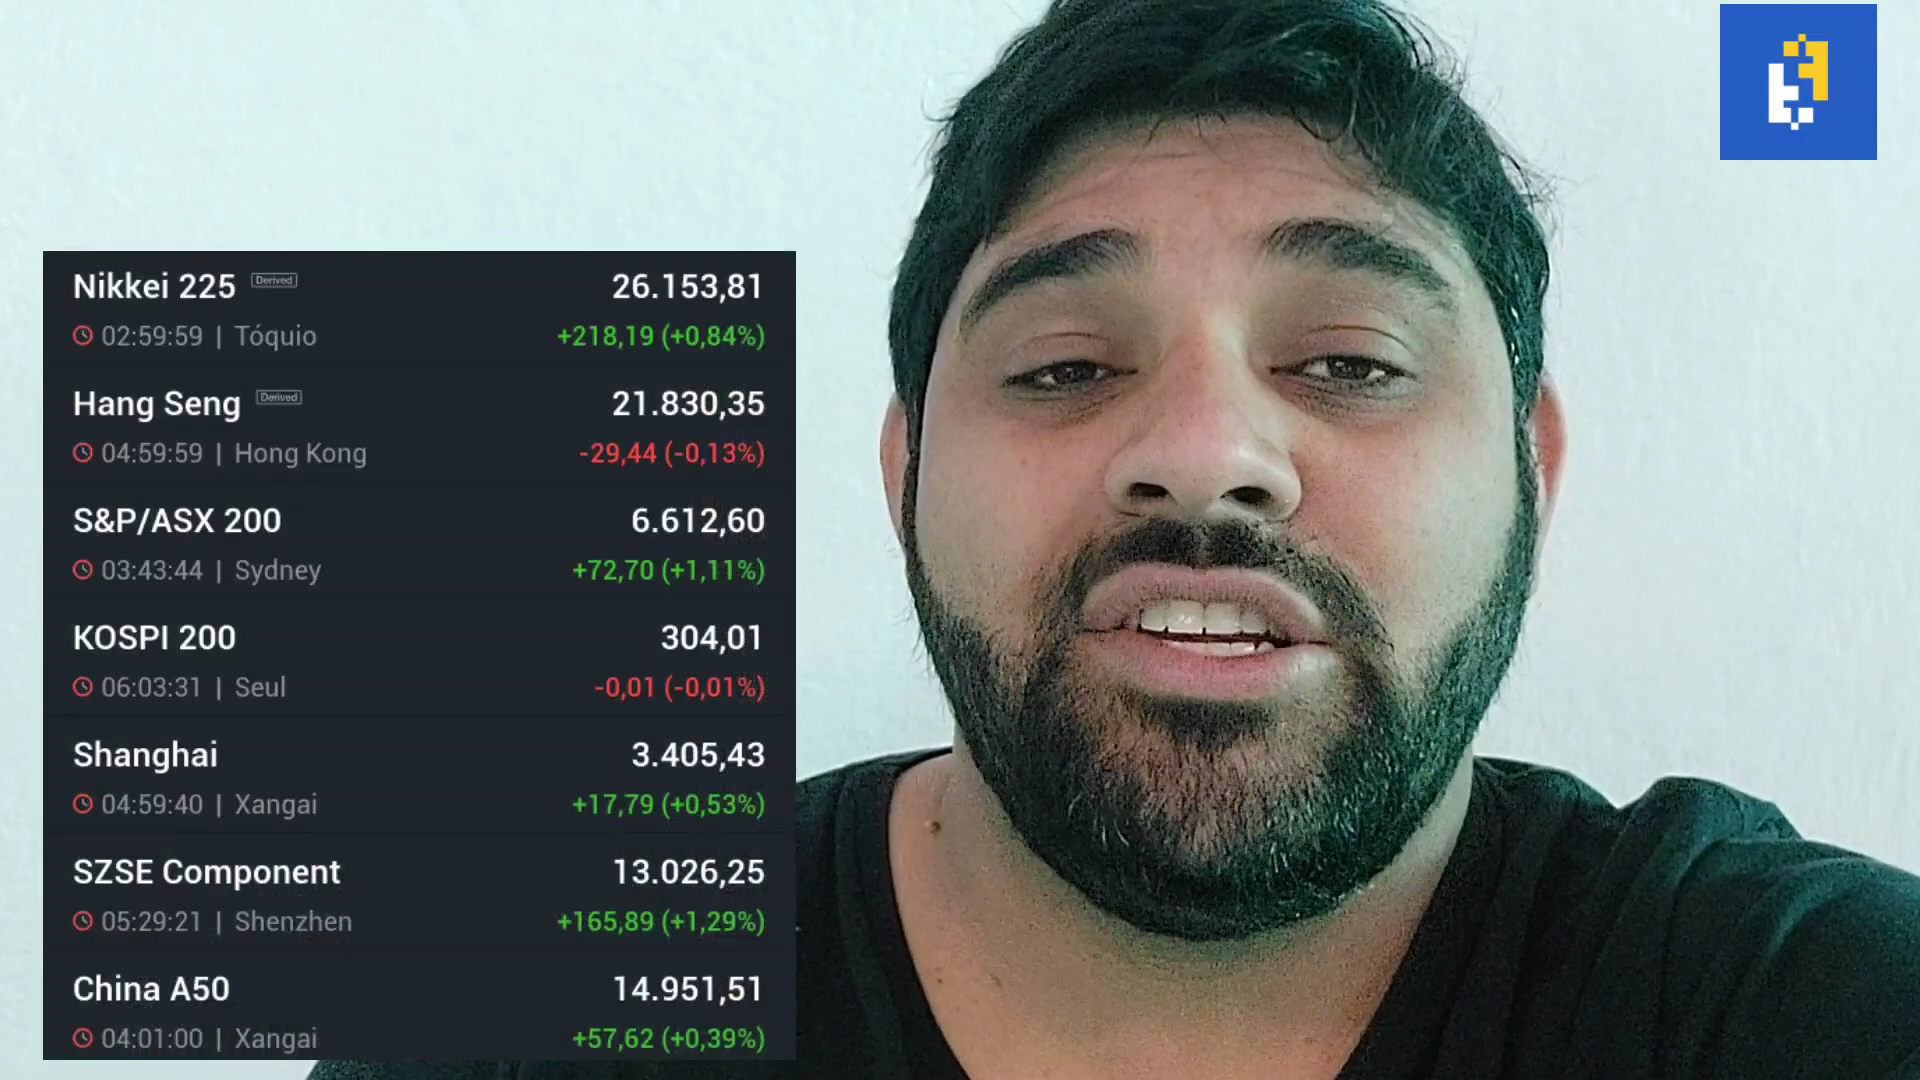 Nikkei 225 Derived 26.153,81
02:59:59 | Tóquio +218,19 (+0,84%)
Hang Seng Derived 21.830,35
04:59:59 | Hong Kong -29,44 (-0,13%)
S&P/ASX 200 6.612,60
03:43:44 | Sydney +72,70 (+1,11%)
KOSPI 200 304,01
06:03:31 | Seul -0,01 (-0,01%)
Shanghai 3.405,43
04:59:40 | Xangai +17,79 (+0,53%)
SZSE Component 13.026,25
05:29:21 | Shenzhen +165,89 (+1,29%)
China A50 14.951,51
04:01:00 | Xangai +57,62 (+0,39%)